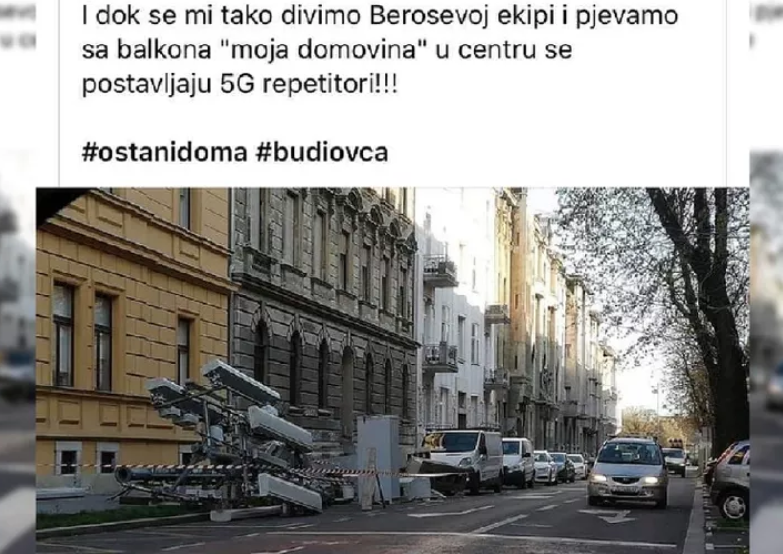 I dok se mi tako divimo Berosevoj ekipi i pjevamo
sa balkona "moja domovina" u centru se
postavljaju 5G repetitori!!!
#ostanidoma #budiovca